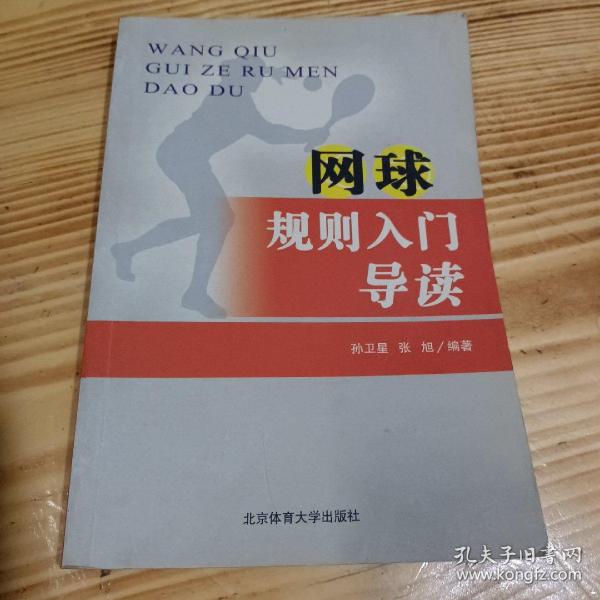 WANG QIU
GUI ZE RU MEN
DAO DU
网球
规则入门
导读
孙卫星 张 旭/编著
北京体育大学出版社
孔夫子旧书网
www.kongfz.com